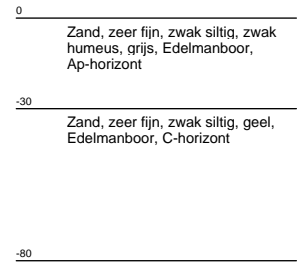 0
Zand, zeer fijn, zwak siltig, zwak
humeus, grijs, Edelmanboor,
Ap-horizont
-30
Zand, zeer fijn, zwak siltig, geel,
Edelmanboor, C-horizont
-80